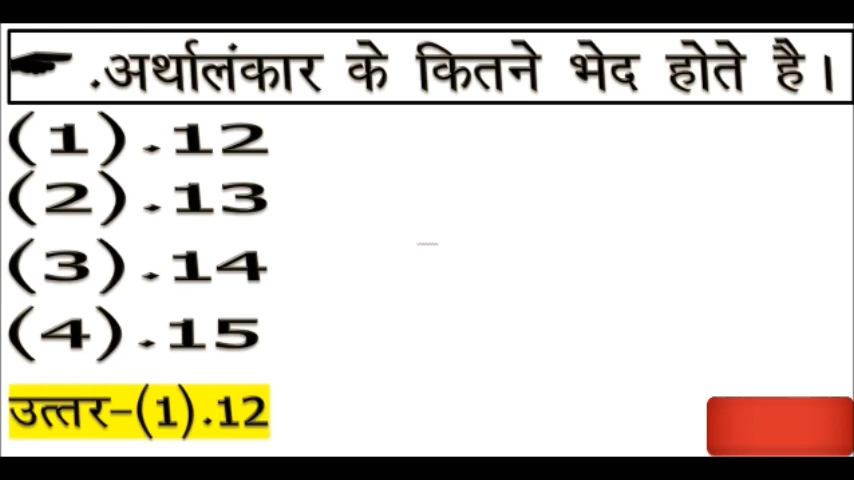 .अर्थालंकार के कितने भेद होते है।
(1).12
(2).13
(3).14
(4).15
उत्तर-(1).12